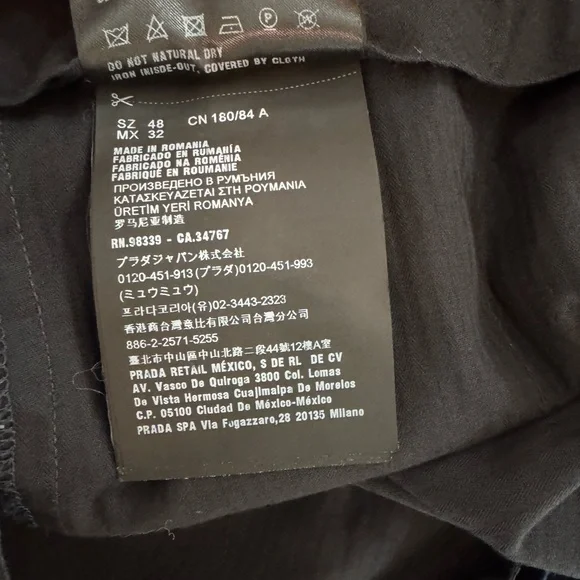 DO NOT NATURAL DRY
IRON INISDE-OUT, COVERED BY CLOTH
SZ 48 CN 180/84 A
MX 32
MADE IN ROMANIA
FABRICADO EN RUMANÍA
FABRICADO NA ROMÊNIA
FABRIQUÉ EN ROUMANIE
ПРОИЗВЕДЕНО В РУМЪНИЯ
ΚΑΤΑΣΚΕΥΑΖΕΤΑΙ ΣΤΗ ΡΟΥΜΑΝΙΑ
ÜRETİM YERİ ROMANYA
罗马尼亚制造
RN.98339 - CA.34767
プラダジャパン株式会社
0120-451-913(プラダ)0120-451-993
(ミュウミュウ)
프라다코리아(유)02-3443-2323
香港商台灣普比有限公司台灣分公司
886-2-2571-5255
臺北市中山區中山北路二段44號12樓A室
PRADA RETAIL MÉXICO, S DE RL DE CV
AV. Vasco De Quiroga 3800 Col. Lomas
De Vista Hermosa Cuajimalpa De Morelos
C.P. 05100 Ciudad De México-México
PRADA SPA Via Fogazzaro,28 20135 Milano